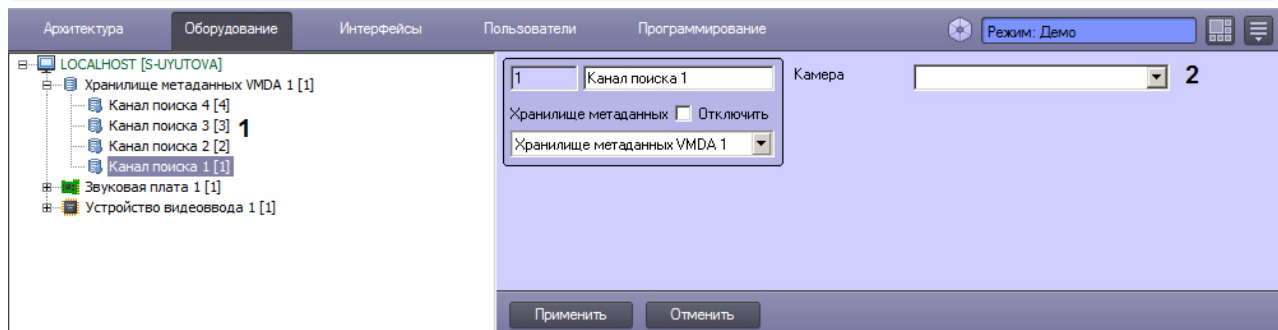 Архитектура Оборудование Интерфейсы Пользователи Программирование Режим: Демо
LOCALHOST [S-UYUTOVA]
Хранилище метаданных VMDA 1 [1]
Канал поиска 4 [4]
Канал поиска 3 [3] 1
Канал поиска 2 [2]
Канал поиска 1 [1]
Звуковая плата 1 [1]
Устройство видеоввода 1 [1]
1 Канал поиска 1 Камера 2
Хранилище метаданных Отключить
Хранилище метаданных VMDA 1
Применить Отменить